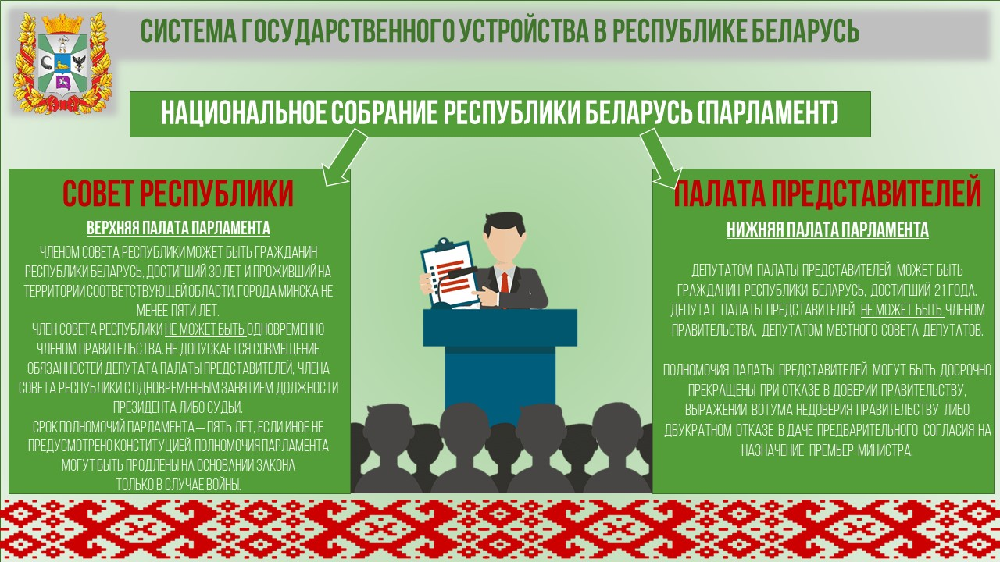 СИСТЕМА ГОСУДАРСТВЕННОГО УСТРОЙСТВА В РЕСПУБЛИКЕ БЕЛАРУСЬ
НАЦИОНАЛЬНОЕ СОБРАНИЕ РЕСПУБЛИКИ БЕЛАРУСЬ (ПАРЛАМЕНТ)
СОВЕТ РЕСПУБЛИКИ
ВЕРХНЯЯ ПАЛАТА ПАРЛАМЕНТА
ЧЛЕНОМ СОВЕТА РЕСПУБЛИКИ МОЖЕТ БЫТЬ ГРАЖДАНИН
РЕСПУБЛИКИ БЕЛАРУСЬ, ДОСТИГШИЙ 30 ЛЕТ И ПРОЖИВШИЙ НА
ТЕРРИТОРИИ СООТВЕТСТВУЮЩЕЙ ОБЛАСТИ, ГОРОДА МИНСКА НЕ
МЕНЕЕ ПЯТИ ЛЕТ.
ЧЛЕН СОВЕТА РЕСПУБЛИКИ НЕ МОЖЕТ БЫТЬ ОДНОВРЕМЕННО
ЧЛЕНОМ ПРАВИТЕЛЬСТВА. НЕ ДОПУСКАЕТСЯ СОВМЕЩЕНИЕ
ОБЯЗАННОСТЕЙ ДЕПУТАТА ПАЛАТЫ ПРЕДСТАВИТЕЛЕЙ, ЧЛЕНА
СОВЕТА РЕСПУБЛИКИ С ОДНОВРЕМЕННЫМ ЗАНЯТИЕМ ДОЛЖНОСТИ
ПРЕЗИДЕНТА ЛИБО СУДЬИ.
СРОК ПОЛНОМОЧИЙ ПАРЛАМЕНТА – ПЯТЬ ЛЕТ, ЕСЛИ ИНОЕ НЕ
ПРЕДУСМОТРЕНО КОНСТИТУЦИЕЙ. ПОЛНОМОЧИЯ ПАРЛАМЕНТА
МОГУТ БЫТЬ ПРОДЛЕНЫ НА ОСНОВАНИИ ЗАКОНА
ТОЛЬКО В СЛУЧАЕ ВОЙНЫ.
ПАЛАТА ПРЕДСТАВИТЕЛЕЙ
НИЖНЯЯ ПАЛАТА ПАРЛАМЕНТА
ДЕПУТАТОМ ПАЛАТЫ ПРЕДСТАВИТЕЛЕЙ МОЖЕТ БЫТЬ
ГРАЖДАНИН РЕСПУБЛИКИ БЕЛАРУСЬ, ДОСТИГШИЙ 21 ГОДА.
ДЕПУТАТ ПАЛАТЫ ПРЕДСТАВИТЕЛЕЙ НЕ МОЖЕТ БЫТЬ ЧЛЕНОМ
ПРАВИТЕЛЬСТВА, ДЕПУТАТОМ МЕСТНОГО СОВЕТА ДЕПУТАТОВ.
ПОЛНОМОЧИЯ ПАЛАТЫ ПРЕДСТАВИТЕЛЕЙ МОГУТ БЫТЬ ДОСРОЧНО
ПРЕКРАЩЕНЫ ПРИ ОТКАЗЕ В ДОВЕРИИ ПРАВИТЕЛЬСТВУ,
ВЫРАЖЕНИИ ВОТУМА НЕДОВЕРИЯ ПРАВИТЕЛЬСТВУ ЛИБО
ДВУКРАТНОМ ОТКАЗЕ В ДАЧЕ ПРЕДВАРИТЕЛЬНОГО СОГЛАСИЯ НА
НАЗНАЧЕНИЕ ПРЕМЬЕР-МИНИСТРА.